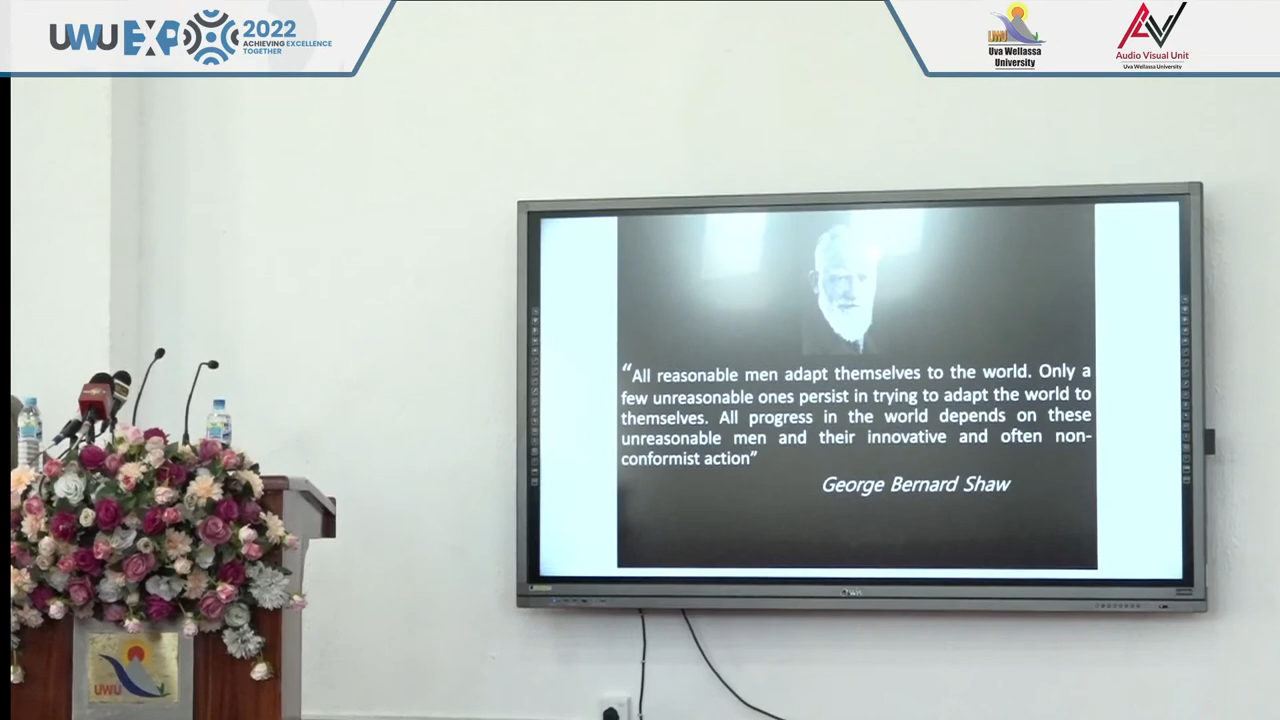 UWU EXP 2022
ACHIEVING EXCELLENCE
TOGETHER
UWU
Uva Wellassa
University
AV
Audio Visual Unit
Uva Wellassa University
“All reasonable men adapt themselves to the world. Only a
few unreasonable ones persist in trying to adapt the world to
themselves. All progress in the world depends on these
unreasonable men and their innovative and often non-
conformist action”
George Bernard Shaw
UWU